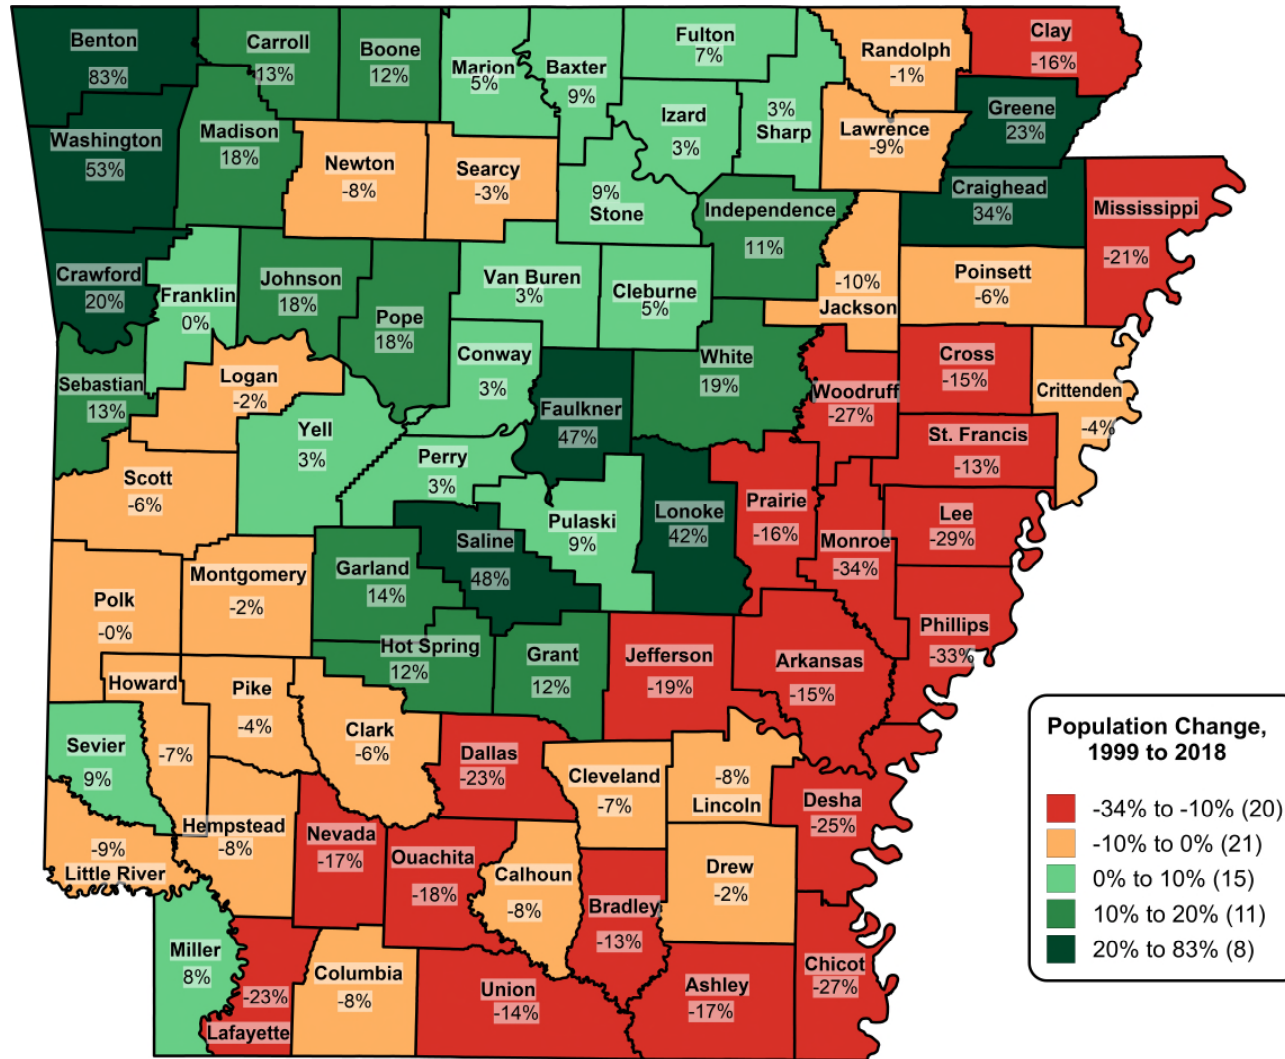 Benton
83%
Carroll
13%
Boone
12%
Marion
5%
Baxter
9%
Fulton
7%
Randolph
-1%
Clay
-16%
Washington
53%
Madison
18%
Newton
-8%
Searcy
-3%
9%
Stone
Izard
3%
3%
Sharp
Lawrence
-9%
Greene
23%
Craighead
34%
Mississippi
-21%
Crawford
20%
Franklin
0%
Johnson
18%
Pope
18%
Van Buren
3%
Cleburne
5%
Independence
11%
-10%
Jackson
Poinsett
-6%
Sebastian
13%
Logan
-2%
Conway
3%
Faulkner
47%
White
19%
Woodruff
-27%
Cross
-15%
Crittenden
-4%
St. Francis
-13%
Scott
-6%
Yell
3%
Perry
3%
Pulaski
9%
Lonoke
42%
Prairie
-16%
Monroe
-34%
Lee
-29%
Saline
48%
Garland
14%
Montgomery
-2%
Polk
-0%
Hot Spring
12%
Grant
12%
Jefferson
-19%
Arkansas
-15%
Phillips
-33%
Howard
-7%
Pike
-4%
Clark
-6%
Dallas
-23%
Cleveland
-7%
-8%
Lincoln
Desha
-25%
Sevier
9%
-9%
Little River
Hempstead
-8%
Nevada
-17%
Ouachita
-18%
Calhoun
-8%
Bradley
-13%
Drew
-2%
Chicot
-27%
Miller
8%
-23%
Lafayette
Columbia
-8%
Union
-14%
Ashley
-17%
Population Change,
1999 to 2018
-34% to -10% (20)
-10% to 0% (21)
0% to 10% (15)
10% to 20% (11)
20% to 83% (8)